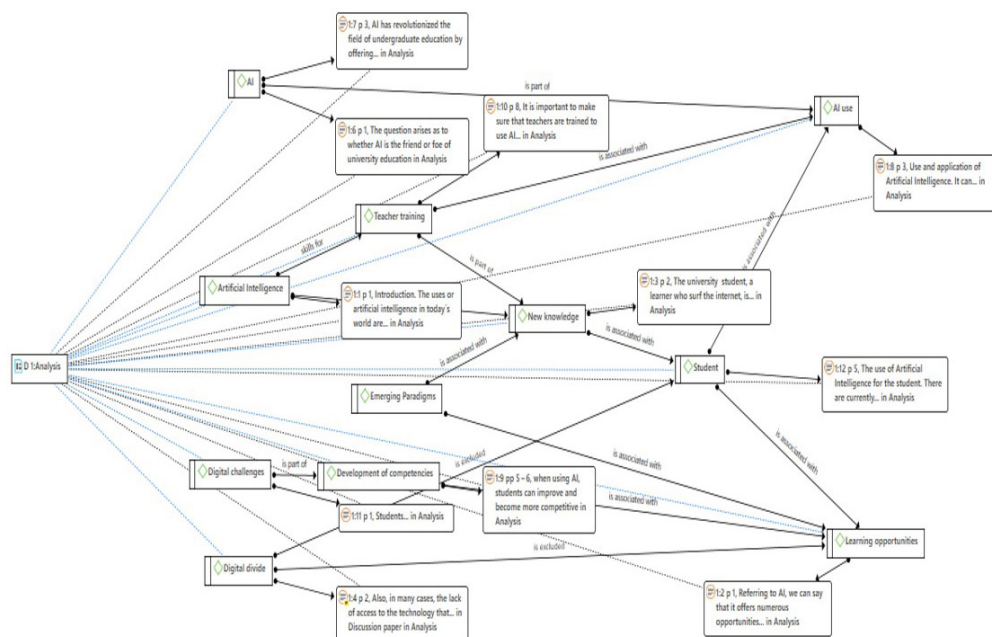 1:7 p 3, AI has revolutionized the
field of undergraduate education by
offering... in Analysis
AI
is part of
1:10 p 8, It is important to make
sure that teachers are trained to
use AI... in Analysis
AI use
1:6 p 1, The question arises as to
whether AI is the friend or foe of
university education in Analysis
is associated with
1:8 p 3, Use and application of
Artificial Intelligence. It can... in
Analysis
Teacher training
is associated with
skills for
is part of
Artificial Intelligence
1:1 p 1, Introduction. The uses or
artificial intelligence in today's
world are... in Analysis
1:3 p 2, The university student, a
learner who surf the internet, is... in
Analysis
New knowledge
is associated with
is associated with
D 1:Analysis
Student
1:12 p 5, The use of Artificial
Intelligence for the student. There
are currently... in Analysis
Emerging Paradigms
is associated with
is associated with
is excluded
Digital challenges
is part of
Development of competencies
1:9 pp 5 – 6, when using AI,
students can improve and
become more competitive in
Analysis
is associated with
1:11 p 1, Students... in Analysis
Learning opportunities
is excluded
Digital divide
1:4 p 2, Also, in many cases, the lack
of access to the technology that... in
Discussion paper in Analysis
1:2 p 1, Referring to AI, we can say
that it offers numerous
opportunities... in Analysis